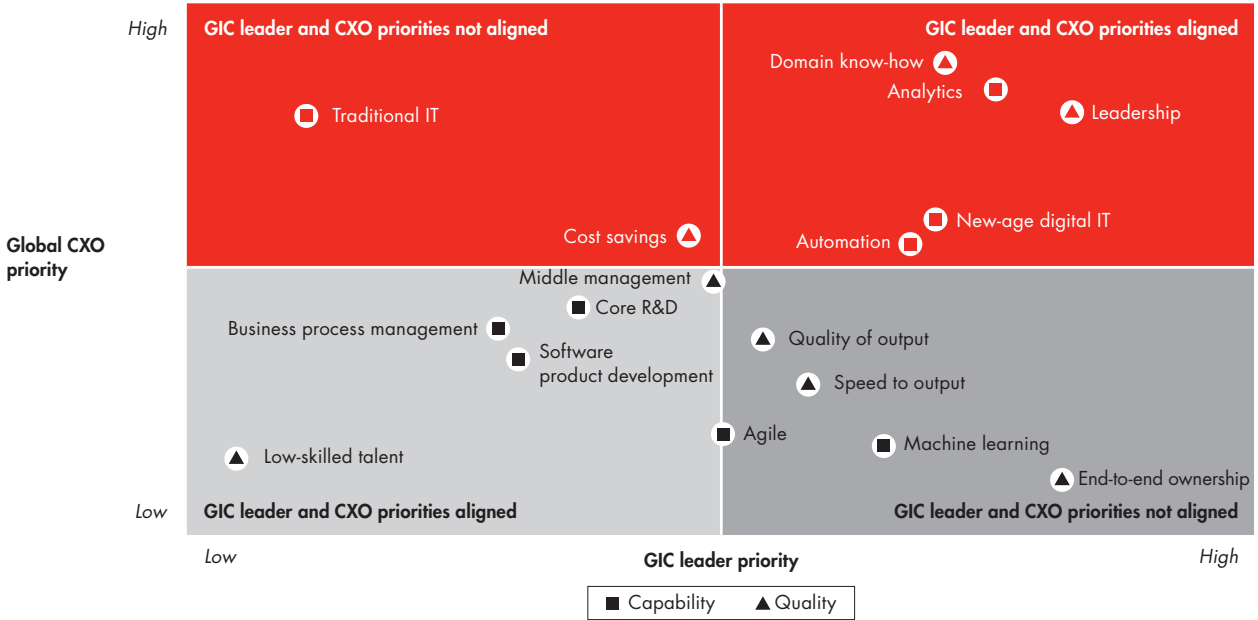 High
GIC leader and CXO priorities not aligned
GIC leader and CXO priorities aligned
Domain know-how
Analytics
Traditional IT
Leadership
New-age digital IT
Cost savings
Automation
Global CXO
priority
Middle management
Core R&D
Business process management
Quality of output
Software
product development
Speed to output
Agile
Machine learning
Low-skilled talent
End-to-end ownership
Low
GIC leader and CXO priorities aligned
GIC leader and CXO priorities not aligned
Low
GIC leader priority
High
Capability
Quality